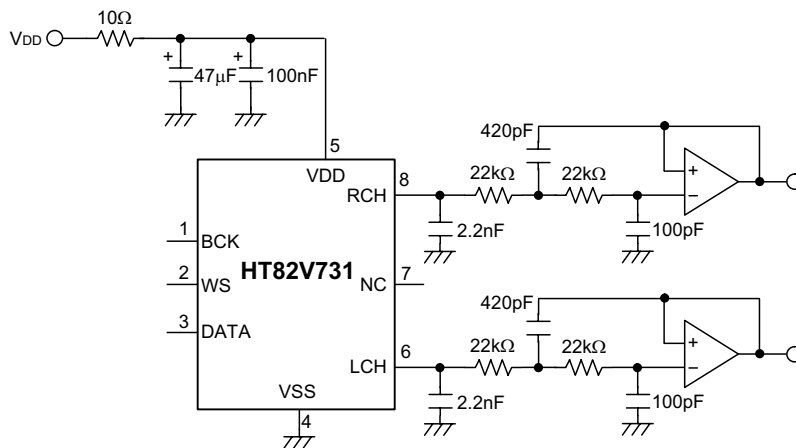 10Ω
VDD
47μF
100nF
5
VDD
8
RCH
1
BCK
HT82V731
2
WS
NC
7
3
DATA
6
LCH
VSS
4
420pF
22kΩ
22kΩ
+
−
2.2nF
100pF
420pF
22kΩ
22kΩ
+
−
2.2nF
100pF
+
+